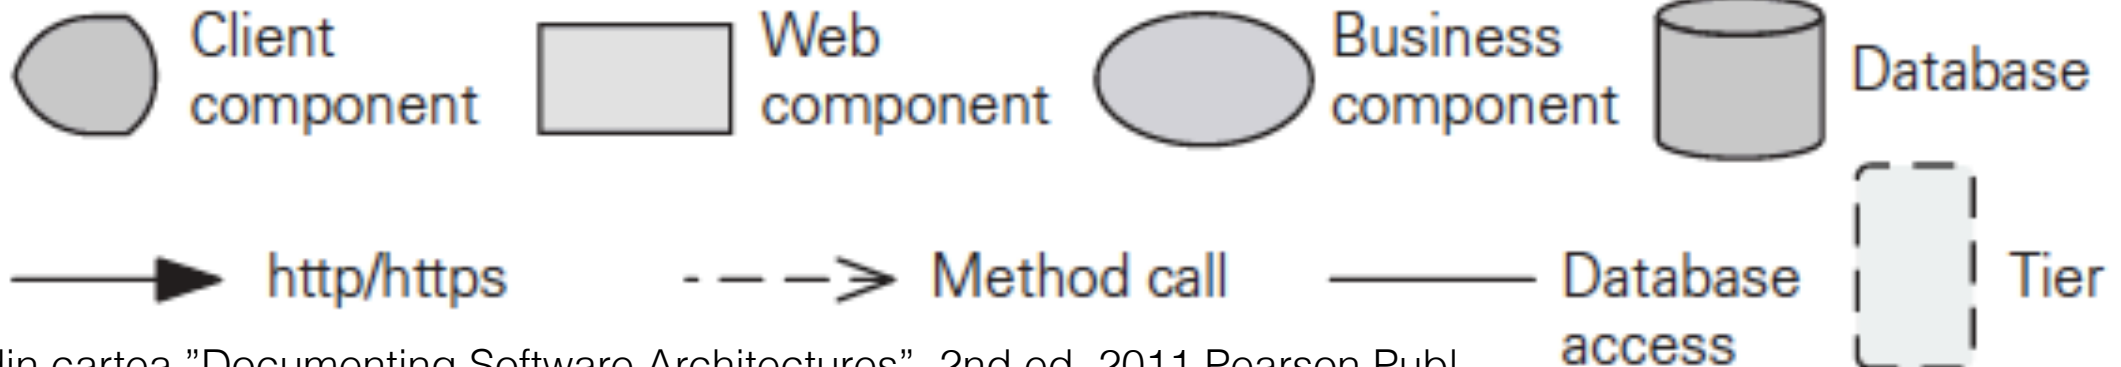 Client
component
Web
component
Business
component
Database
http/https
Method call
Database
access
Tier
din cartea ”Documenting Software Architectures”, 2nd ed, 2011 Pearson Publ